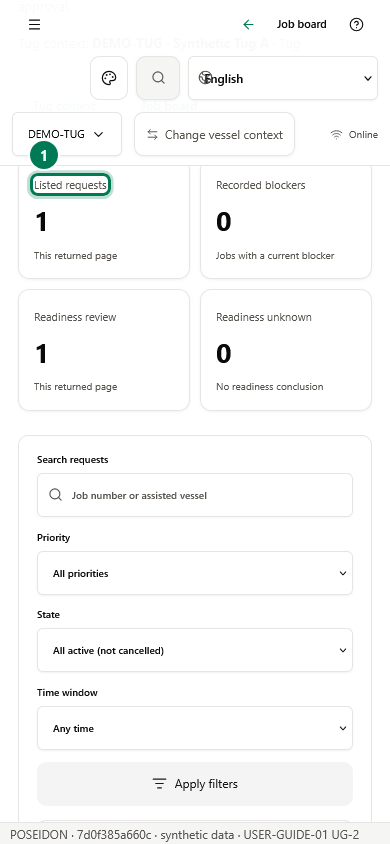 Job board
English
DEMO-TUG
Change vessel context
Online
1
Listed requests
1
This returned page
Recorded blockers
0
Jobs with a current blocker
Readiness review
1
This returned page
Readiness unknown
0
No readiness conclusion
Search requests
Job number or assisted vessel
Priority
All priorities
State
All active (not cancelled)
Time window
Any time
Apply filters
POSEIDON · 7d0f385a660c · synthetic data · USER-GUIDE-01 UG-2